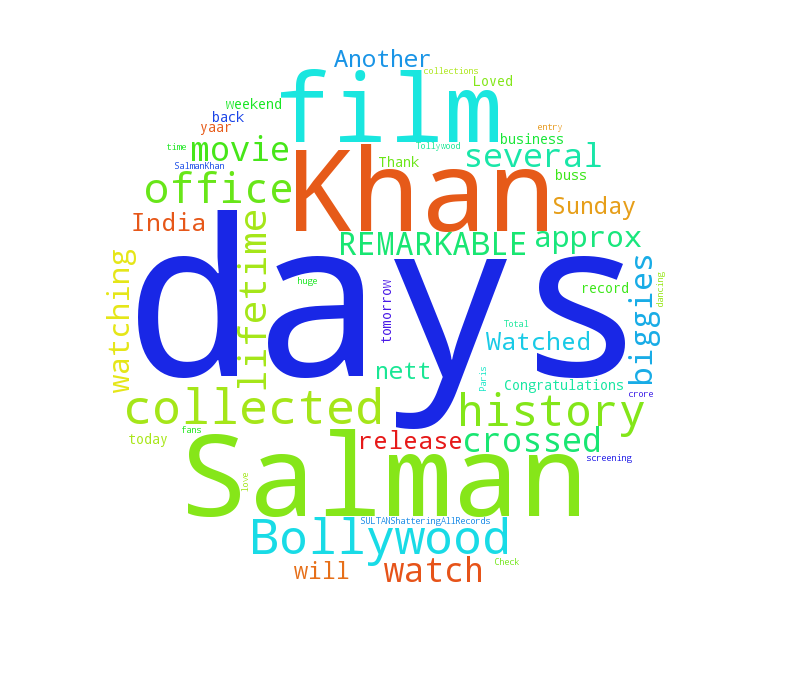 Another
collections
film
Loved
weekend
back
yaar
entry
business
time
movie
Tollywood
several
SalmanKhan
Thank
buss
office
Khan
India
Sunday
lifetime
REMARKABLE
approx
watching
days
biggies
huge
tomorrow
record
dancing
Total
Watched
nett
Paris
Congratulations
crore
collected
history
today
fans
release
crossed
Salman
love
screening
SULTANShatteringAllRecords
Bollywood
will
watch
Check